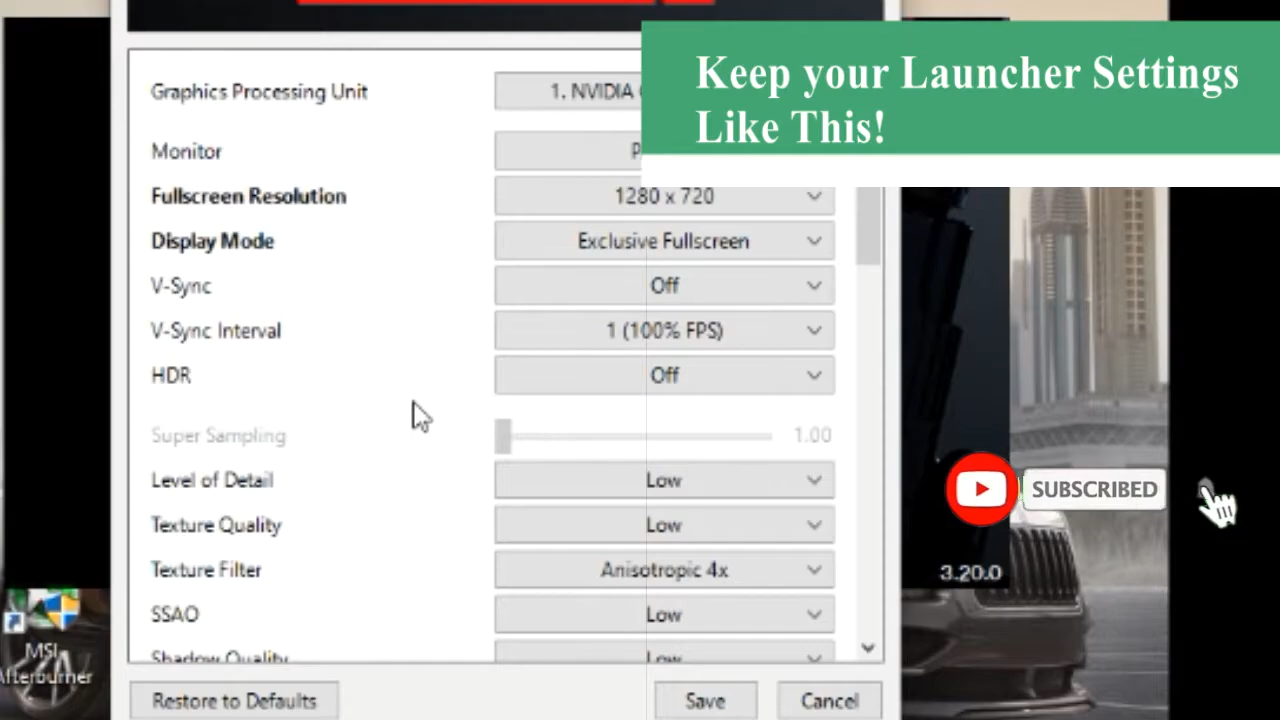 Keep your Launcher Settings
Like This!
Graphics Processing Unit 1. NVIDIA
Monitor
Fullscreen Resolution 1280 x 720
Display Mode Exclusive Fullscreen
V-Sync Off
V-Sync Interval 1 (100% FPS)
HDR Off
Super Sampling 1.00
Level of Detail Low
Texture Quality Low
Texture Filter Anisotropic 4x
SSAO Low
Shadow Quality Low
Restore to Defaults Save Cancel
SUBSCRIBED
3.20.0
MSI
Afterburner